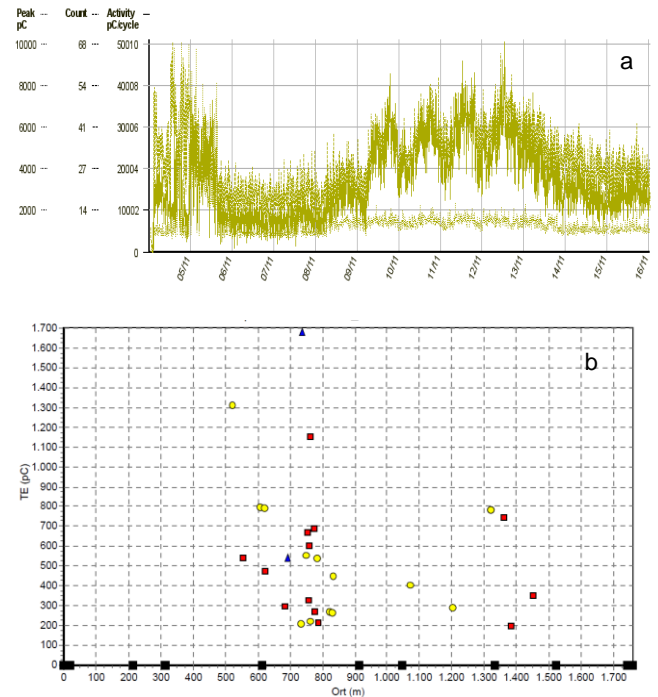 Peak Count Activity
pC pC/cycle
10000 68 50010
8000 54 40008
6000 41 30006
4000 27 20004
2000 14 10002
0
05/11 06/11 07/11 08/11 09/11 10/11 11/11 12/11 13/11 14/11 15/11 16/11
a
b
TE (pC)
1.700
1.600
1.500
1.400
1.300
1.200
1.100
1.000
900
800
700
600
500
400
300
200
100
0
0 100 200 300 400 500 600 700 800 900 1.000 1.100 1.200 1.300 1.400 1.500 1.600 1.700
Ort (m)